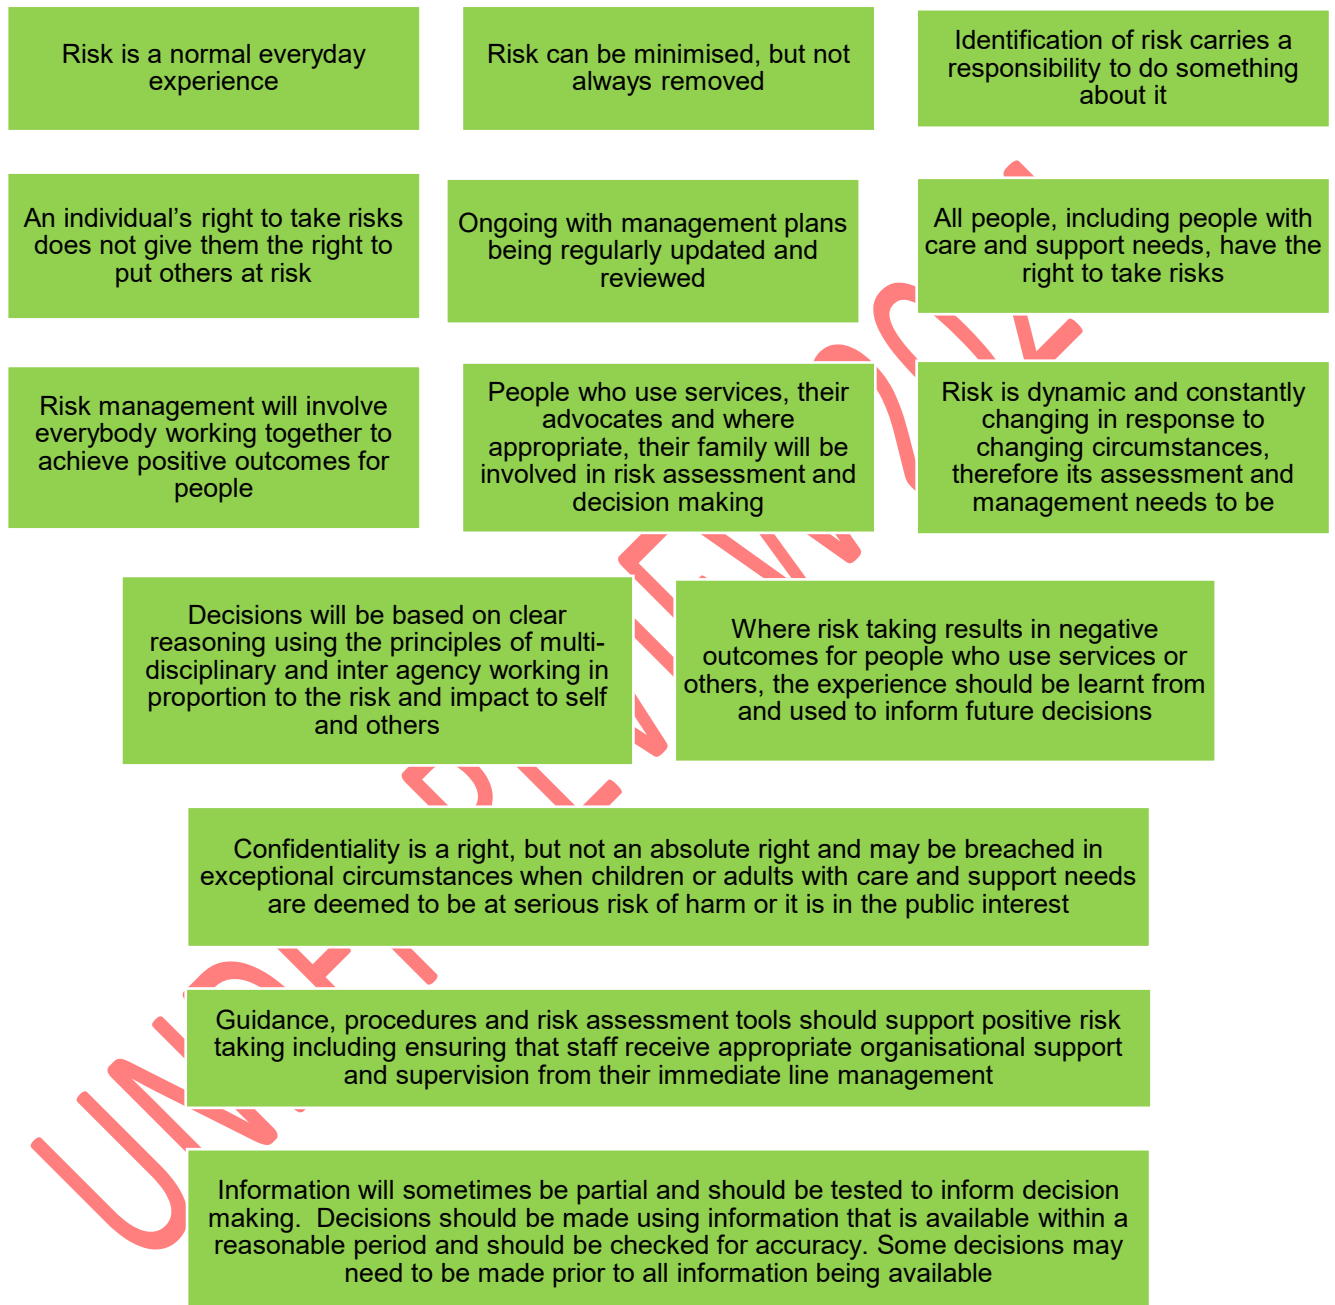 Risk is a normal everyday
experience
Risk can be minimised, but not
always removed
Identification of risk carries a
responsibility to do something
about it
An individual’s right to take risks
does not give them the right to
put others at risk
Ongoing with management plans
being regularly updated and
reviewed
All people, including people with
care and support needs, have the
right to take risks
Risk management will involve
everybody working together to
achieve positive outcomes for
people
People who use services, their
advocates and where
appropriate, their family will be
involved in risk assessment and
decision making
Risk is dynamic and constantly
changing in response to
changing circumstances,
therefore its assessment and
management needs to be
Decisions will be based on clear
reasoning using the principles of multi-
disciplinary and inter agency working in
proportion to the risk and impact to self
and others
Where risk taking results in negative
outcomes for people who use services or
others, the experience should be learnt from
and used to inform future decisions
Confidentiality is a right, but not an absolute right and may be breached in
exceptional circumstances when children or adults with care and support needs
are deemed to be at serious risk of harm or it is in the public interest
Guidance, procedures and risk assessment tools should support positive risk
taking including ensuring that staff receive appropriate organisational support
and supervision from their immediate line management
Information will sometimes be partial and should be tested to inform decision
making.  Decisions should be made using information that is available within a
reasonable period and should be checked for accuracy. Some decisions may
need to be made prior to all information being available